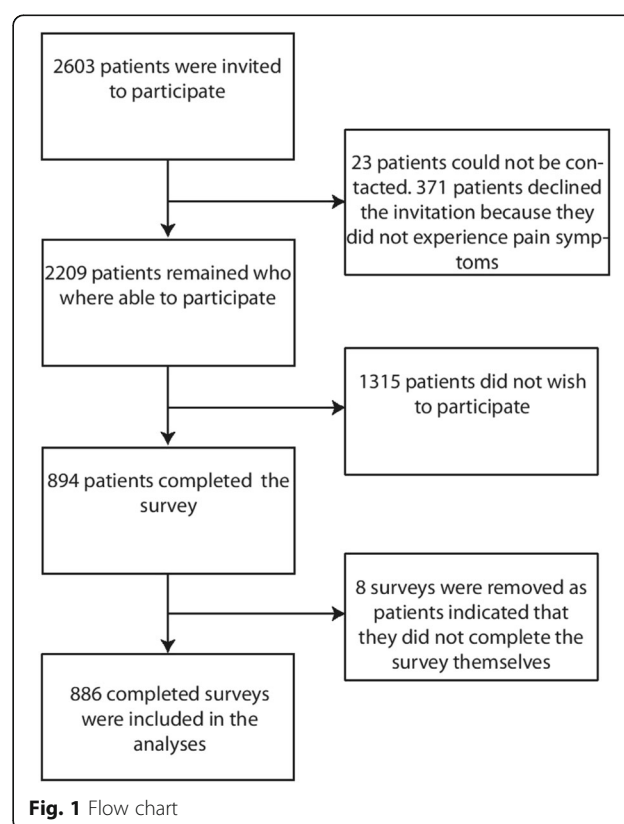 2603 patients were invited
to participate
23 patients could not be con-
tacted. 371 patients declined
the invitation because they
did not experience pain symp-
toms
2209 patients remained who
where able to participate
1315 patients did not wish
to participate
894 patients completed the
survey
8 surveys were removed as
patients indicated that
they did not complete the
survey themselves
886 completed surveys
were included in the
analyses
Fig. 1 Flow chart